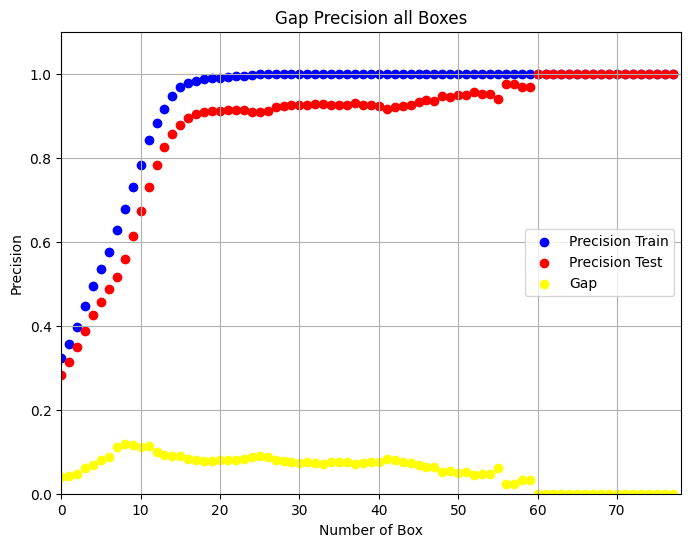 Gap Precision all Boxes
Precision
1.0
0.8
0.6
0.4
0.2
0.0
Precision Train
Precision Test
Gap
0 10 20 30 40 50 60 70
Number of Box